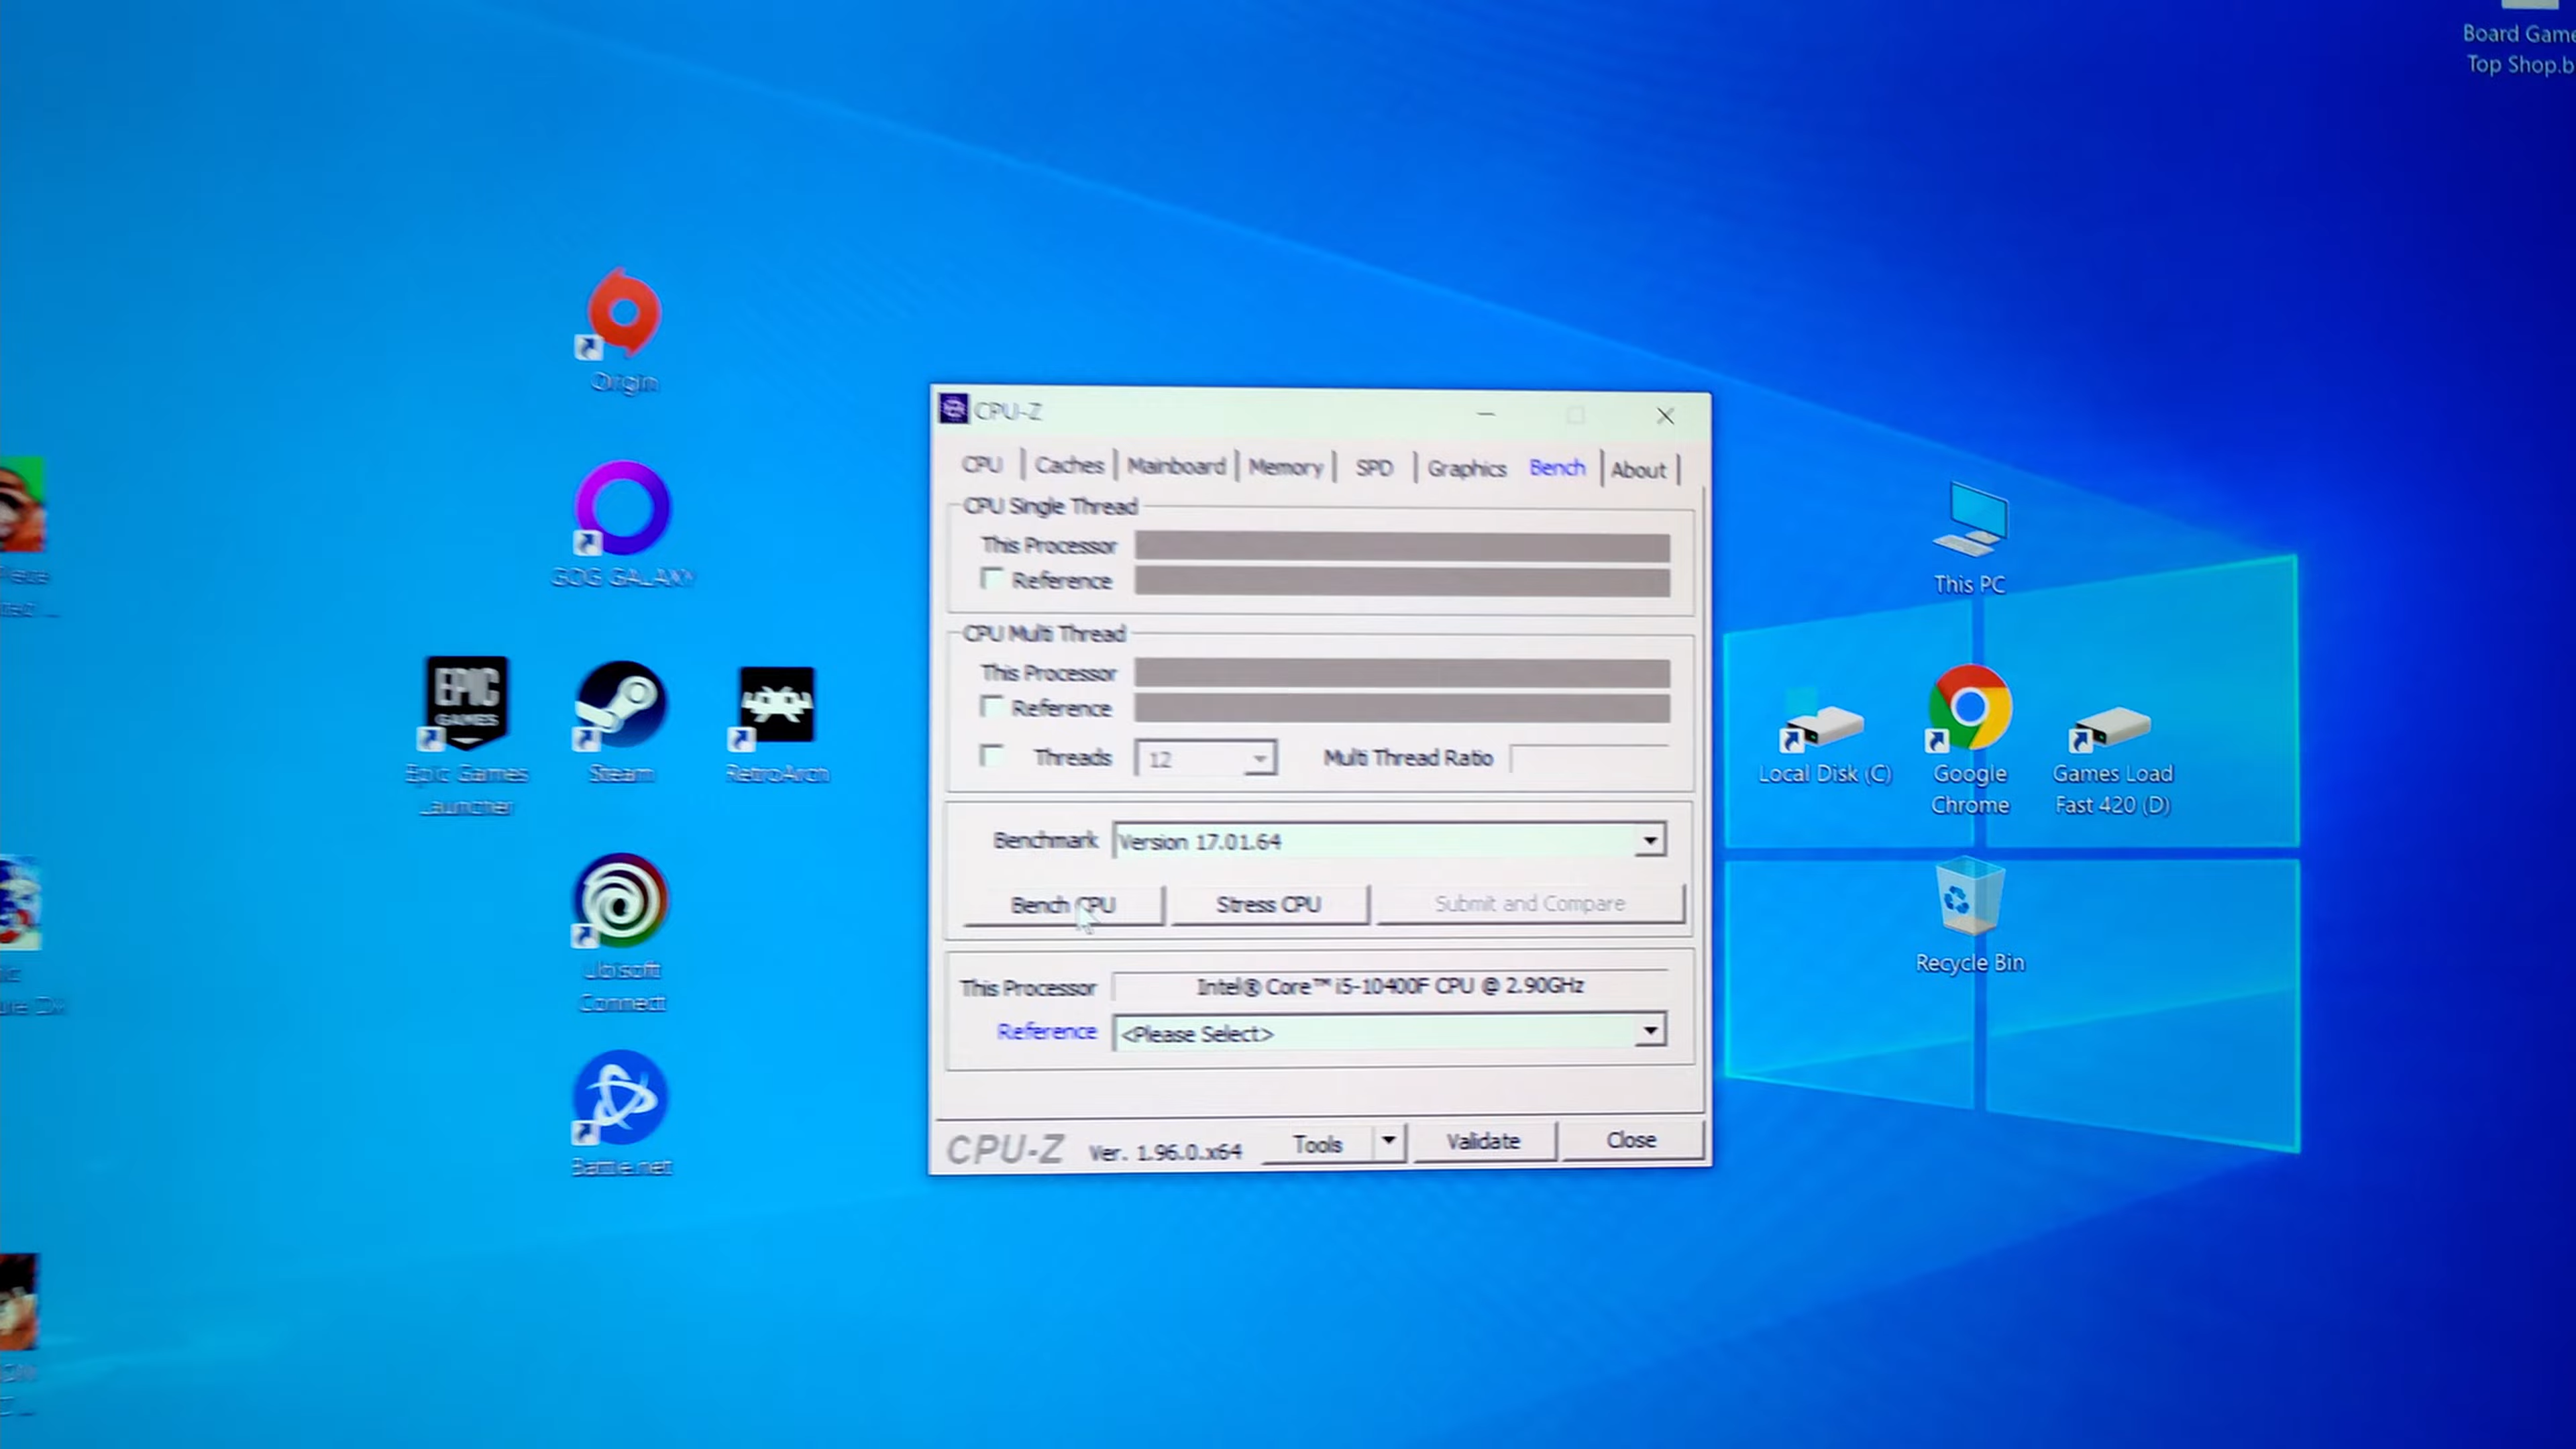 Board Game
Top Shop.b
Origin
GOG GALAXY
EPIC
GAMES
Epic Games
Launcher
Steam
RetroArch
Ubisoft
Connect
Battle.net
CPU-Z
CPU Caches Mainboard Memory SPD Graphics Bench About
CPU Single Thread
This Processor
Reference
CPU Multi Thread
This Processor
Reference
Threads 12 Multi Thread Ratio
Benchmark Version 17.01.64
Bench CPU Stress CPU Submit and Compare
This Processor Intel® Core™ i5-10400F CPU @ 2.90GHz
Reference <Please Select>
CPU-Z Ver. 1.96.0.x64 Tools Validate Close
This PC
Local Disk (C)
Google
Chrome
Games Load
Fast 420 (D)
Recycle Bin